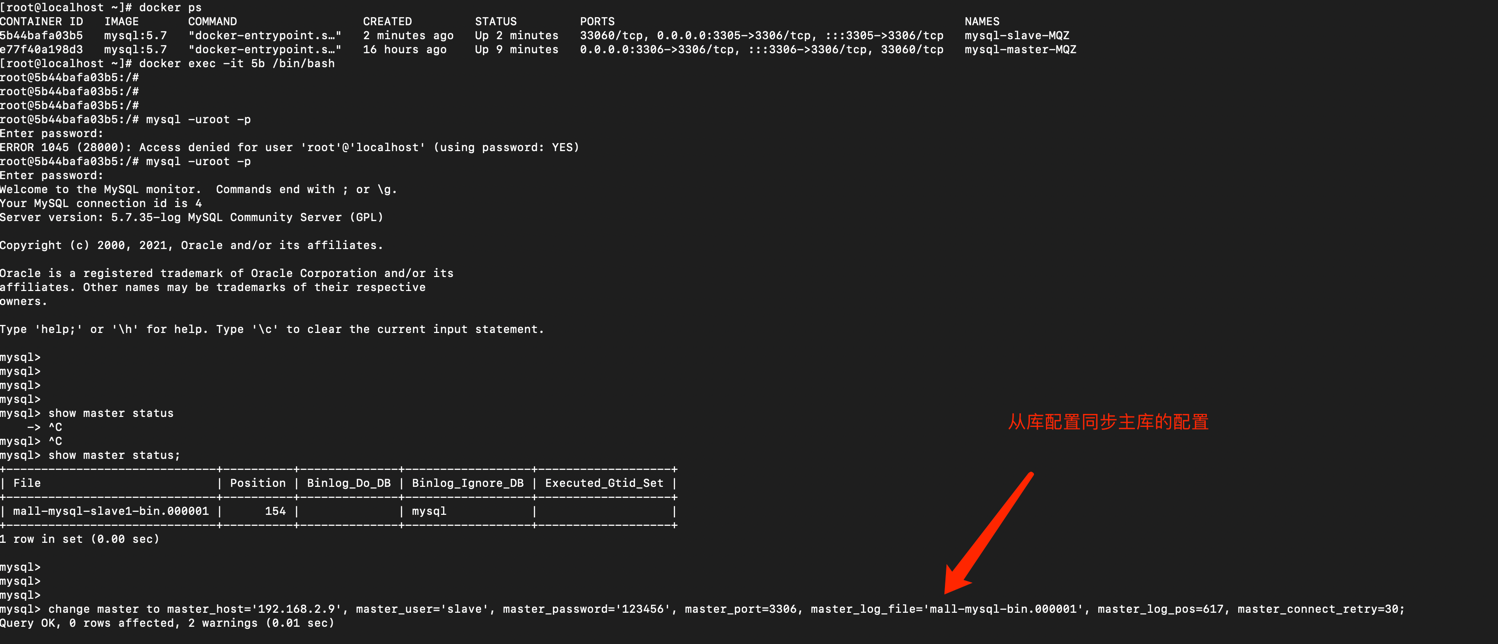 [root@localhost ~]# docker ps
CONTAINER ID   IMAGE       COMMAND                  CREATED         STATUS         PORTS                                                  NAMES
5b44bafa03b5   mysql:5.7   "docker-entrypoint.s…"   2 minutes ago   Up 2 minutes   33060/tcp, 0.0.0.0:3305->3306/tcp, :::3305->3306/tcp   mysql-slave-MQZ
e77f40a198d3   mysql:5.7   "docker-entrypoint.s…"   16 hours ago    Up 9 minutes   0.0.0.0:3306->3306/tcp, :::3306->3306/tcp, 33060/tcp   mysql-master-MQZ
[root@localhost ~]# docker exec -it 5b /bin/bash
root@5b44bafa03b5:/#
root@5b44bafa03b5:/#
root@5b44bafa03b5:/#
root@5b44bafa03b5:/# mysql -uroot -p
Enter password:
ERROR 1045 (28000): Access denied for user 'root'@'localhost' (using password: YES)
root@5b44bafa03b5:/# mysql -uroot -p
Enter password:
Welcome to the MySQL monitor.  Commands end with ; or \g.
Your MySQL connection id is 4
Server version: 5.7.35-log MySQL Community Server (GPL)
Copyright (c) 2000, 2021, Oracle and/or its affiliates.
Oracle is a registered trademark of Oracle Corporation and/or its
affiliates. Other names may be trademarks of their respective
owners.
Type 'help;' or '\h' for help. Type '\c' to clear the current input statement.
mysql>
mysql>
mysql>
mysql>
mysql> show master status
    -> ^C
mysql> ^C
mysql> show master status;
+------------------------------+----------+--------------+------------------+-------------------+
| File                         | Position | Binlog_Do_DB | Binlog_Ignore_DB | Executed_Gtid_Set |
+------------------------------+----------+--------------+------------------+-------------------+
| mall-mysql-slave1-bin.000001 |      154 |              | mysql            |                   |
+------------------------------+----------+--------------+------------------+-------------------+
1 row in set (0.00 sec)
从库配置同步主库的配置
mysql>
mysql>
mysql>
mysql> change master to master_host='192.168.2.9', master_user='slave', master_password='123456', master_port=3306, master_log_file='mall-mysql-bin.000001', master_log_pos=617, master_connect_retry=30;
Query OK, 0 rows affected, 2 warnings (0.01 sec)